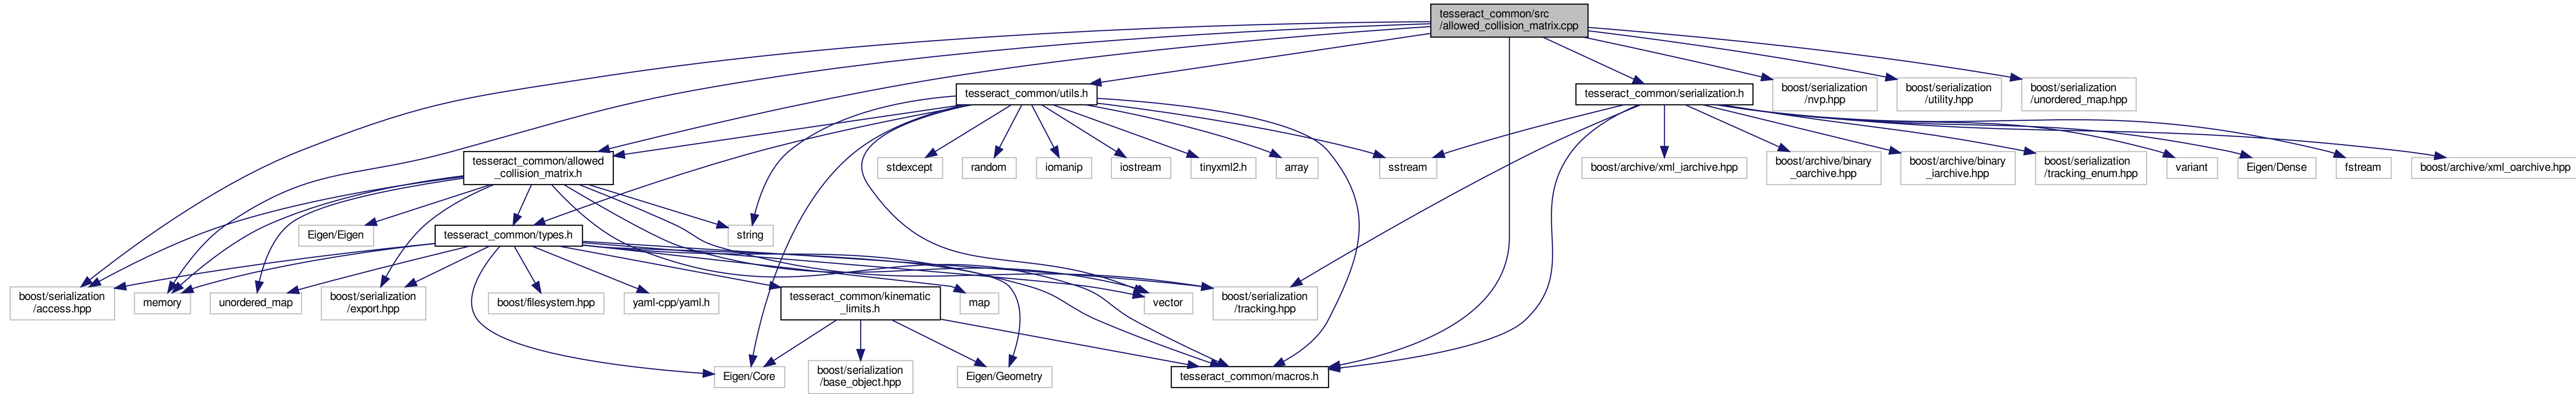 tesseract_common/src
/allowed_collision_matrix.cpp
tesseract_common/utils.h
tesseract_common/serialization.h
boost/serialization
/nvp.hpp
boost/serialization
/utility.hpp
boost/serialization
/unordered_map.hpp
tesseract_common/allowed
_collision_matrix.h
stdexcept
random
iomanip
iostream
tinyxml2.h
array
sstream
boost/archive/xml_iarchive.hpp
boost/archive/binary
_oarchive.hpp
boost/archive/binary
_iarchive.hpp
boost/serialization
/tracking_enum.hpp
variant
Eigen/Dense
fstream
boost/archive/xml_oarchive.hpp
Eigen/Eigen
tesseract_common/types.h
string
boost/serialization
/access.hpp
memory
unordered_map
boost/serialization
/export.hpp
boost/filesystem.hpp
yaml-cpp/yaml.h
tesseract_common/kinematic
_limits.h
map
vector
boost/serialization
/tracking.hpp
Eigen/Core
boost/serialization
/base_object.hpp
Eigen/Geometry
tesseract_common/macros.h